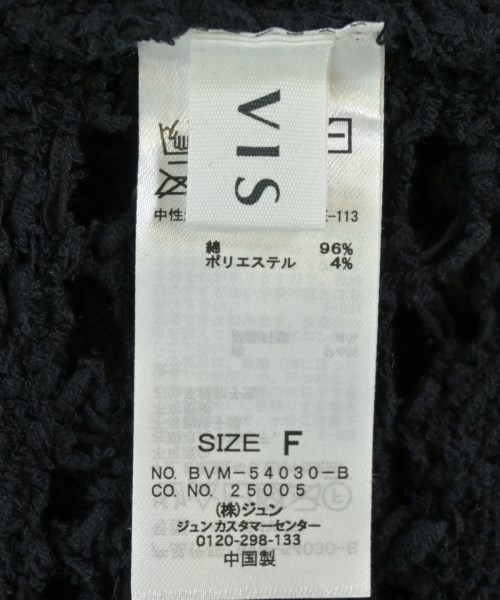 VIS
中性
-113
綿 96%
ポリエステル 4%
SIZE F
NO. BVM-54030-B
CO. NO. 25005
(株)ジュン
ジュンカスタマーセンター
0120-298-133
中国製